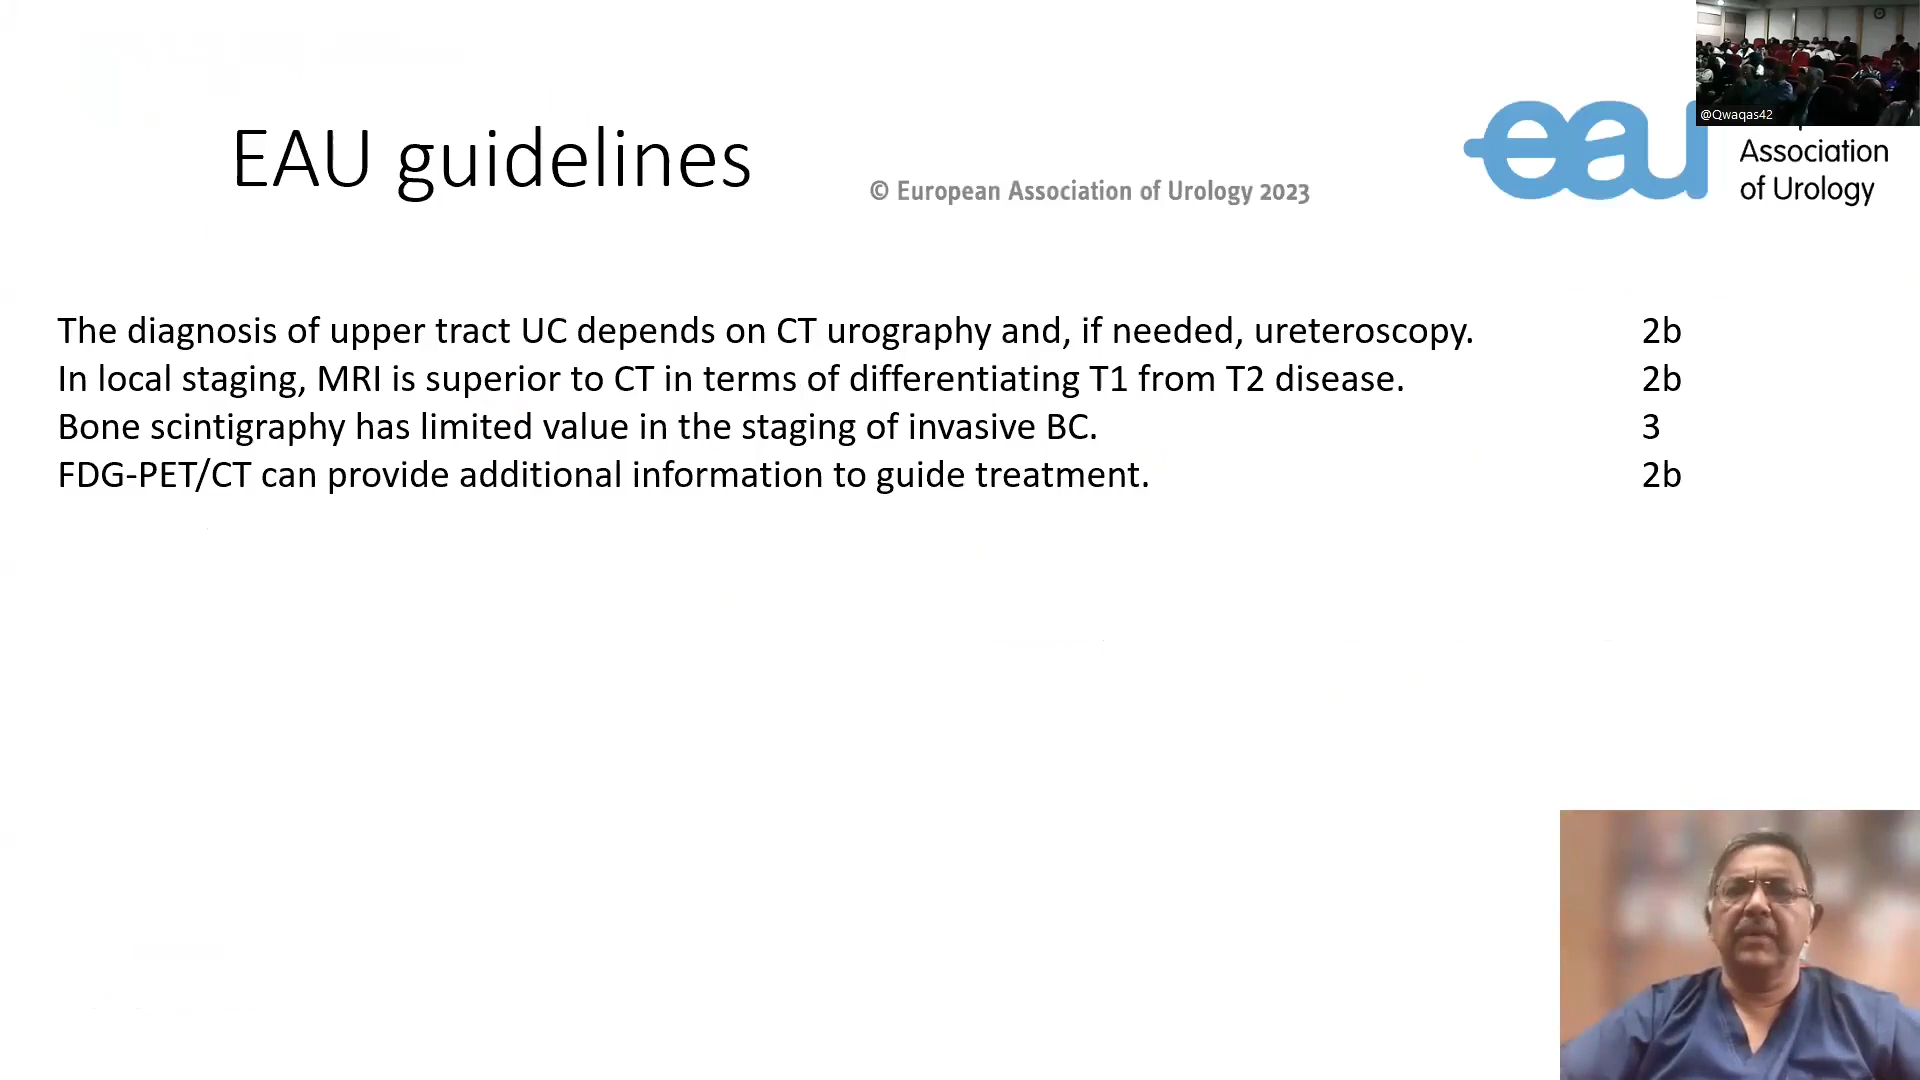 @Qwaqas42
EAU guidelines
© European Association of Urology 2023
eau
Association
of Urology
The diagnosis of upper tract UC depends on CT urography and, if needed, ureteroscopy. 2b
In local staging, MRI is superior to CT in terms of differentiating T1 from T2 disease. 2b
Bone scintigraphy has limited value in the staging of invasive BC. 3
FDG-PET/CT can provide additional information to guide treatment. 2b